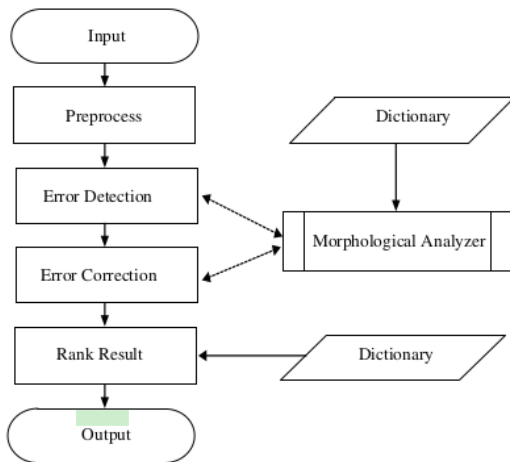 Input
Preprocess
Dictionary
Error Detection
Morphological Analyzer
Error Correction
Rank Result
Dictionary
Output